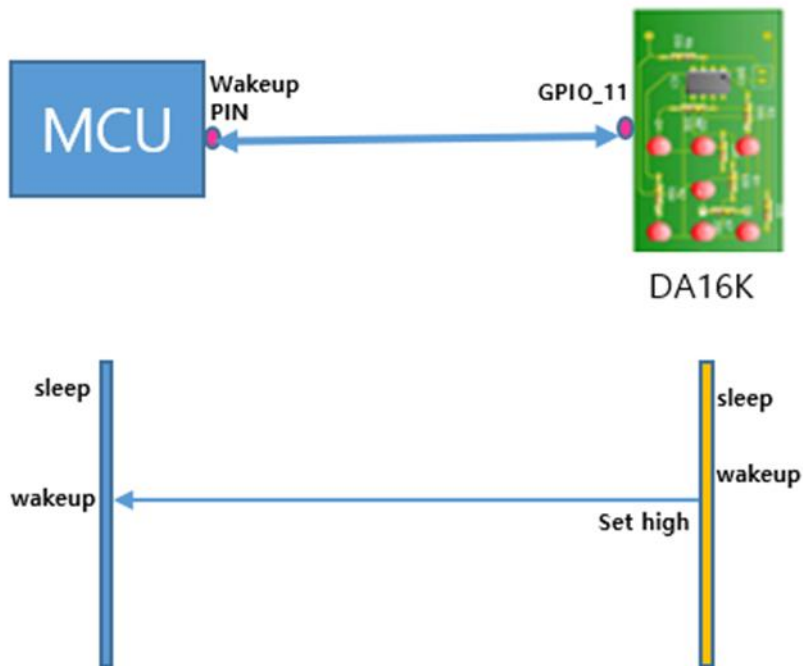 MCU
Wakeup
PIN
GPIO_11
DA16K
sleep
sleep
wakeup
wakeup
Set high